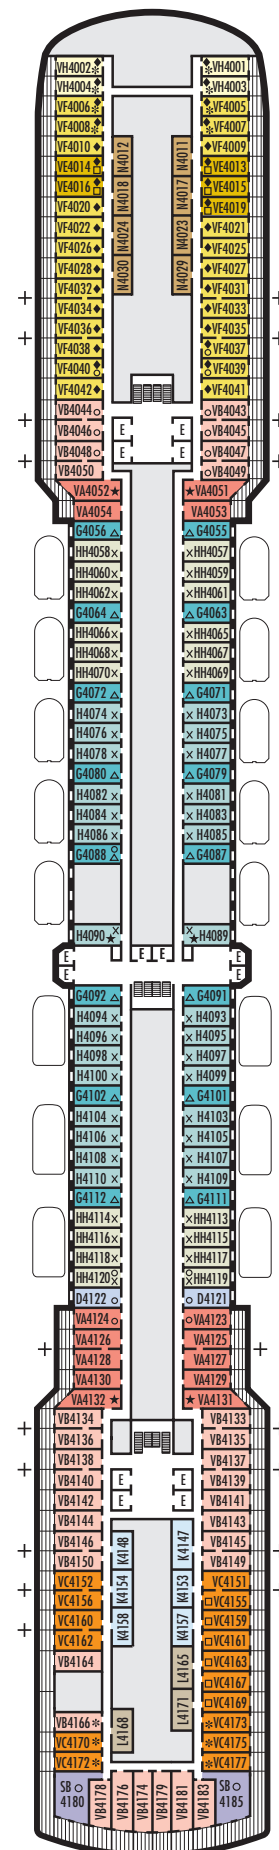 VH4002 VH4001
VH4004 VH4003
VF4006 VF4005
VF4008 VF4007
VF4010 N4012 N4011 VF4009
VE4014 VE4013
VE4016 N4018 N4017 VE4015
VF4020 VE4019
VF4022 N4024 N4023 VF4021
VF4026 VF4025
VF4028 N4030 N4029 VF4027
VF4032 VF4031
VF4034 VF4033
VF4036 VF4035
VF4038 VF4037
VF4040 VF4039
VF4042 VF4041
VB4044 VB4043
VB4046 E E VB4045
VB4048 E E VB4047
VB4050 VB4049
VA4052 VA4051
VA4054 VA4053
G4056 G4055
HH4058 HH4057
HH4060 HH4059
HH4062 HH4061
G4064 G4063
HH4066 HH4065
HH4068 HH4067
HH4070 HH4069
G4072 G4071
H4074 H4073
H4076 H4075
H4078 H4077
G4080 G4079
H4082 H4081
H4084 H4083
H4086 H4085
G4088 G4087
H4090 H4089
E E E E
E E
G4092 G4091
H4094 H4093
H4096 H4095
H4098 H4097
H4100 H4099
G4102 G4101
H4104 H4103
H4106 H4105
H4108 H4107
H4110 H4109
G4112 G4111
HH4114 HH4113
HH4116 HH4115
HH4118 HH4117
HH4120 HH4119
D4122 D4121
VA4124 VA4123
VA4126 VA4125
VA4128 VA4127
VA4130 VA4129
VA4132 VA4131
VB4134 VB4133
VB4136 VB4135
VB4138 VB4137
VB4140 E E VB4139
VB4142 E E VB4141
VB4144 VB4143
VB4146 K4148 K4147 VB4145
VB4150 VB4149
VC4152 K4154 K4153 VC4151
VC4156 VC4155
VC4160 K4158 K4157 VC4159
VC4162 VC4161
VB4164 L4165 VC4163
VC4167
L4171 VC4169
VB4166 L4168 VC4173
VC4170 VC4175
VC4172 VC4177
SB 4180 VB4178 VB4176 VB4174 VB4179 VB4181 VB4183 SB 4185